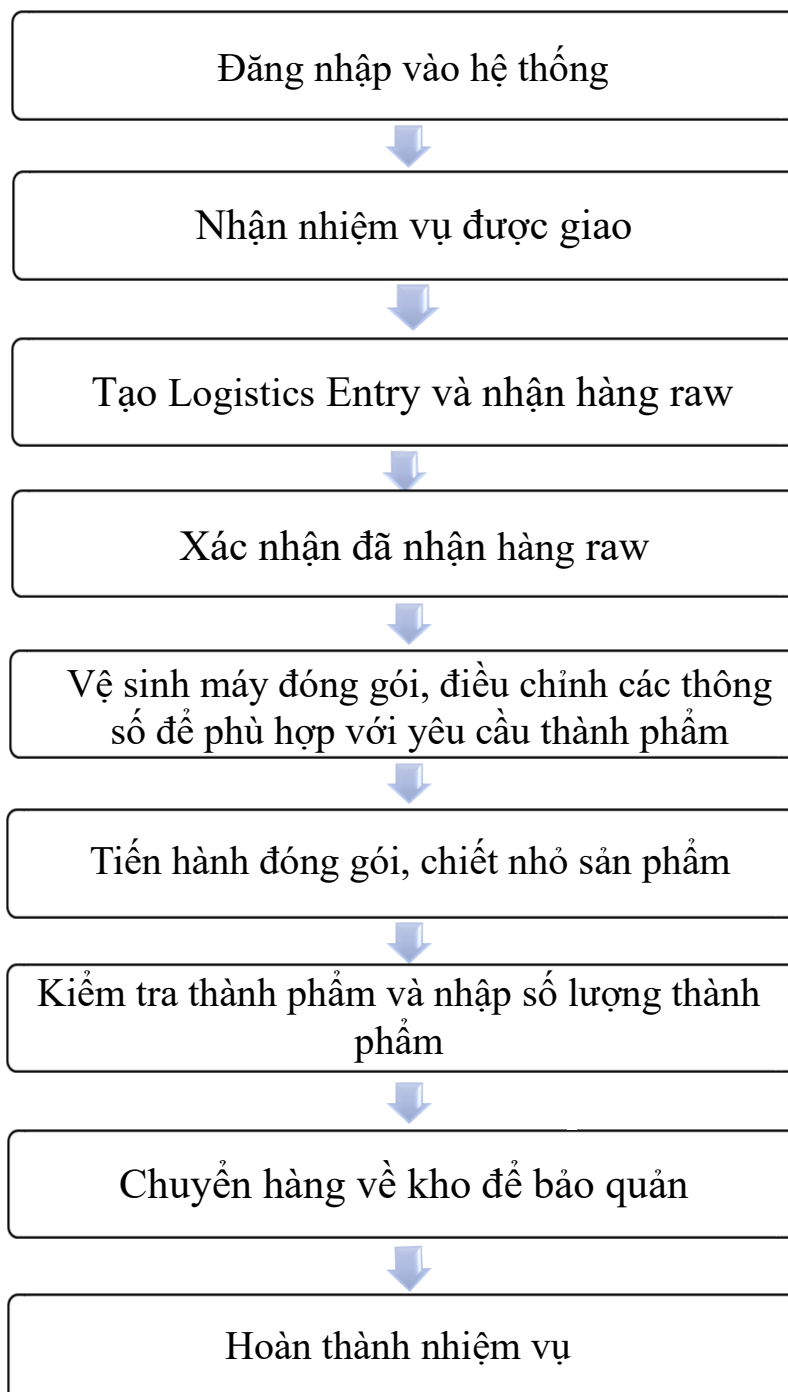 Đăng nhập vào hệ thống
Nhận nhiệm vụ được giao
Tạo Logistics Entry và nhận hàng raw
Xác nhận đã nhận hàng raw
Vệ sinh máy đóng gói, điều chỉnh các thông
số để phù hợp với yêu cầu thành phẩm
Tiến hành đóng gói, chiết nhỏ sản phẩm
Kiểm tra thành phẩm và nhập số lượng thành
phẩm
Chuyển hàng về kho để bảo quản
Hoàn thành nhiệm vụ